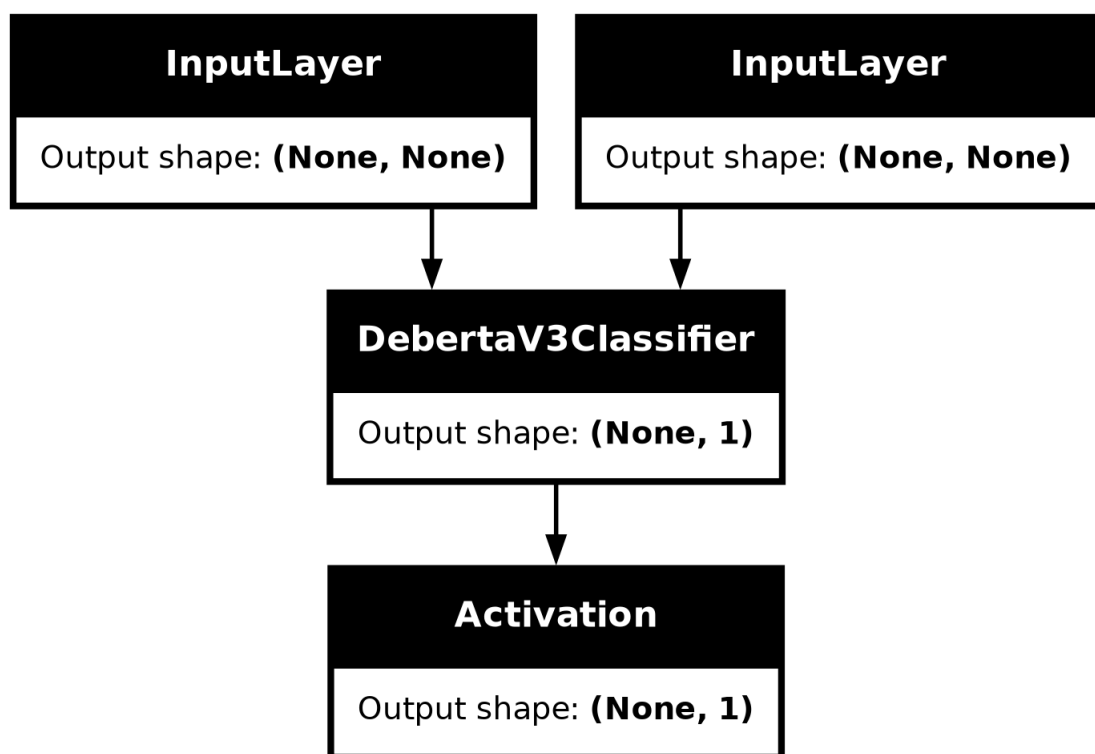 InputLayer
Output shape: (None, None)
InputLayer
Output shape: (None, None)
DebertaV3Classifier
Output shape: (None, 1)
Activation
Output shape: (None, 1)